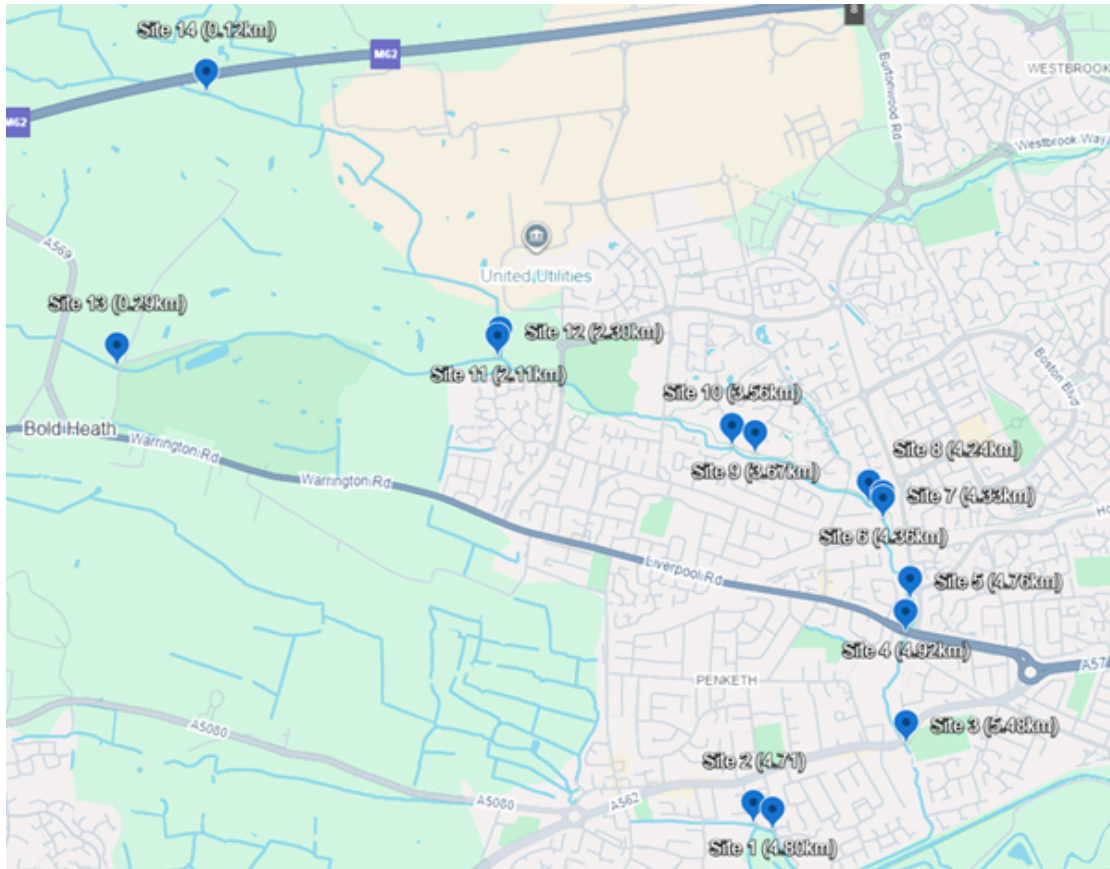 Site 14 (0.12km)
8
M62
Burtonwood Rd
WESTBROOK
M62
Westbrook Way
A569
United Utilities
Site 13 (0.29km)
Site 12 (2.30km)
Site 11 (2.11km)
Boston Blvd
Site 10 (3.56km)
Bold Heath
Warrington Rd
Site 8 (4.24km)
Site 9 (3.67km)
Warrington Rd
Site 7 (4.33km)
Site 6 (4.36km)
Liverpool Rd
Site 5 (4.76km)
Site 4 (4.92km)
A57
PENKETH
Site 3 (5.48km)
A5080
Site 2 (4.71)
A5080
A562
Site 1 (4.80km)